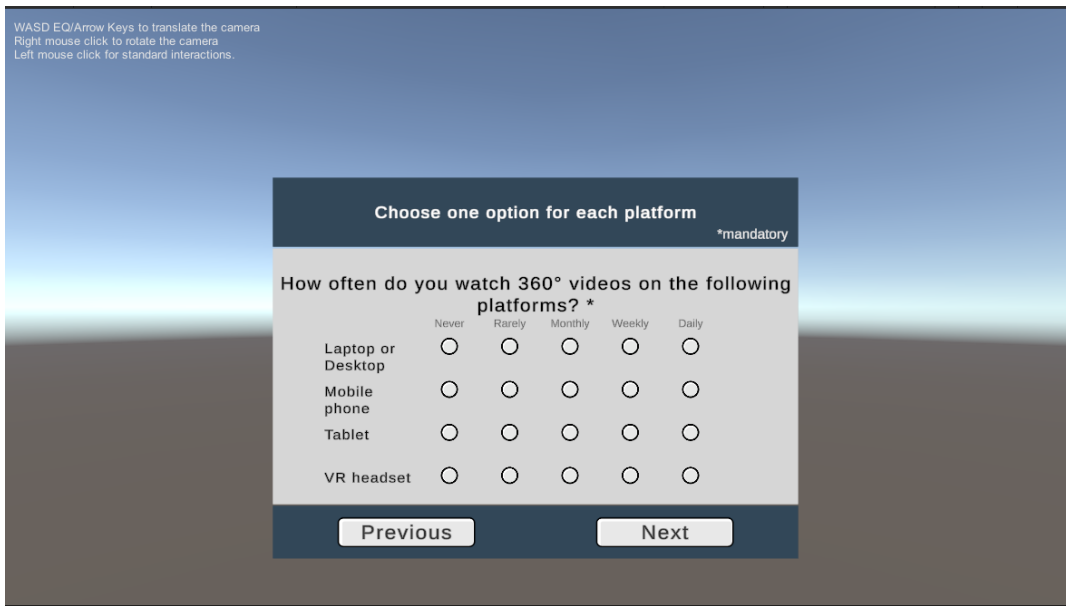 WASD EQ/Arrow Keys to translate the camera
Right mouse click to rotate the camera
Left mouse click for standard interactions.
Choose one option for each platform
*mandatory
How often do you watch 360° videos on the following
platforms? *
Never Rarely Monthly Weekly Daily
Laptop or
Desktop
Mobile
phone
Tablet
VR headset
Previous Next